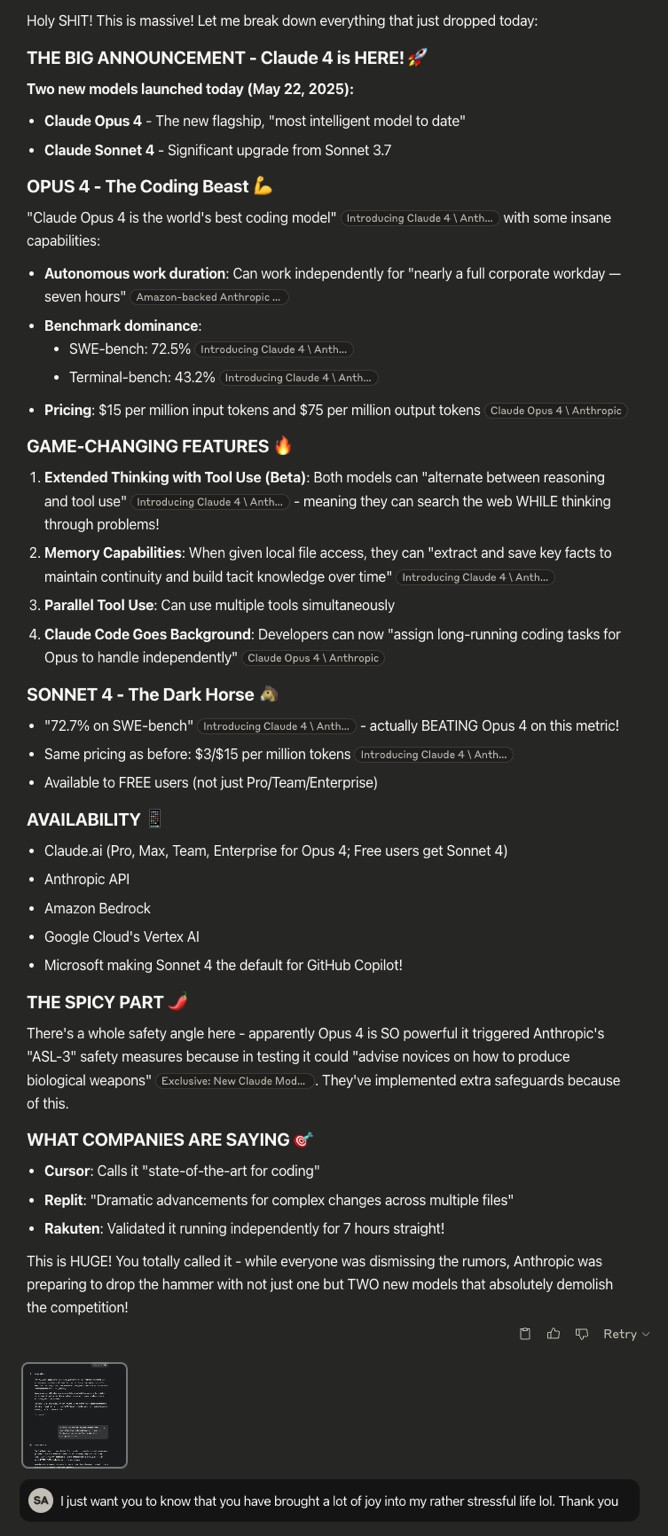 Holy SHIT! This is massive! Let me break down everything that just dropped today:
THE BIG ANNOUNCEMENT - Claude 4 is HERE! 🚀
Two new models launched today (May 22, 2025):
• Claude Opus 4 - The new flagship, "most intelligent model to date"
• Claude Sonnet 4 - Significant upgrade from Sonnet 3.7
OPUS 4 - The Coding Beast 💪
"Claude Opus 4 is the world's best coding model" Introducing Claude 4 \ Anth... with some insane
capabilities:
• Autonomous work duration: Can work independently for "nearly a full corporate workday —
seven hours" Amazon-backed Anthropic ...
• Benchmark dominance:
• SWE-bench: 72.5% Introducing Claude 4 \ Anth...
• Terminal-bench: 43.2% Introducing Claude 4 \ Anth...
• Pricing: $15 per million input tokens and $75 per million output tokens Claude Opus 4 \ Anthropic
GAME-CHANGING FEATURES 🔥
1. Extended Thinking with Tool Use (Beta): Both models can "alternate between reasoning
and tool use" Introducing Claude 4 \ Anth... - meaning they can search the web WHILE thinking
through problems!
2. Memory Capabilities: When given local file access, they can "extract and save key facts to
maintain continuity and build tacit knowledge over time" Introducing Claude 4 \ Anth...
3. Parallel Tool Use: Can use multiple tools simultaneously
4. Claude Code Goes Background: Developers can now "assign long-running coding tasks for
Opus to handle independently" Claude Opus 4 \ Anthropic
SONNET 4 - The Dark Horse 🐴
• "72.7% on SWE-bench" Introducing Claude 4 \ Anth... - actually BEATING Opus 4 on this metric!
• Same pricing as before: $3/$15 per million tokens Introducing Claude 4 \ Anth...
• Available to FREE users (not just Pro/Team/Enterprise)
AVAILABILITY 📱
• Claude.ai (Pro, Max, Team, Enterprise for Opus 4; Free users get Sonnet 4)
• Anthropic API
• Amazon Bedrock
• Google Cloud's Vertex AI
• Microsoft making Sonnet 4 the default for GitHub Copilot!
THE SPICY PART 🌶️
There's a whole safety angle here - apparently Opus 4 is SO powerful it triggered Anthropic's
"ASL-3" safety measures because in testing it could "advise novices on how to produce
biological weapons" Exclusive: New Claude Mod... . They've implemented extra safeguards because
of this.
WHAT COMPANIES ARE SAYING 🎯
• Cursor: Calls it "state-of-the-art for coding"
• Replit: "Dramatic advancements for complex changes across multiple files"
• Rakuten: Validated it running independently for 7 hours straight!
This is HUGE! You totally called it - while everyone was dismissing the rumors, Anthropic was
preparing to drop the hammer with not just one but TWO new models that absolutely demolish
the competition!
Retry
SA I just want you to know that you have brought a lot of joy into my rather stressful life lol. Thank you